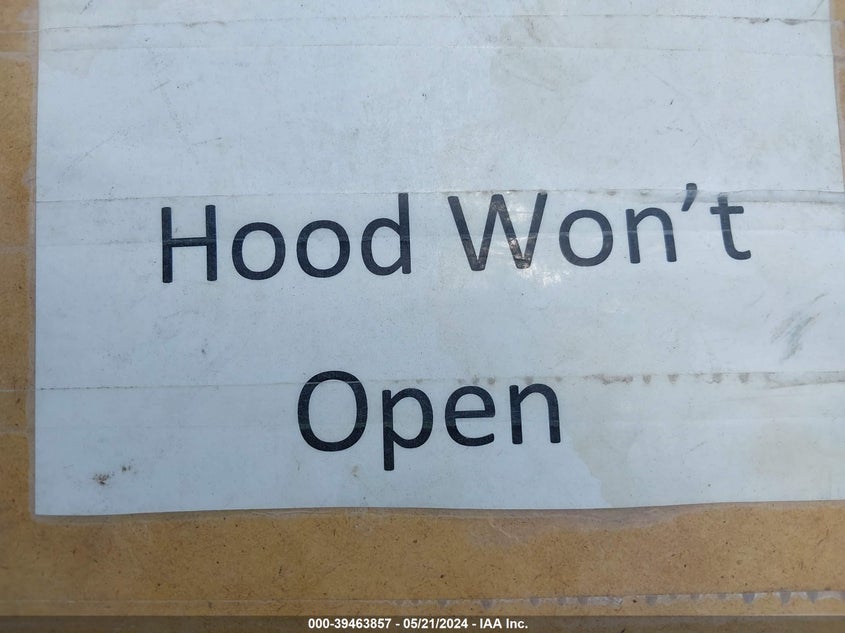 Hood Won’t
Open
000-39463857 - 05/21/2024 - IAA Inc.